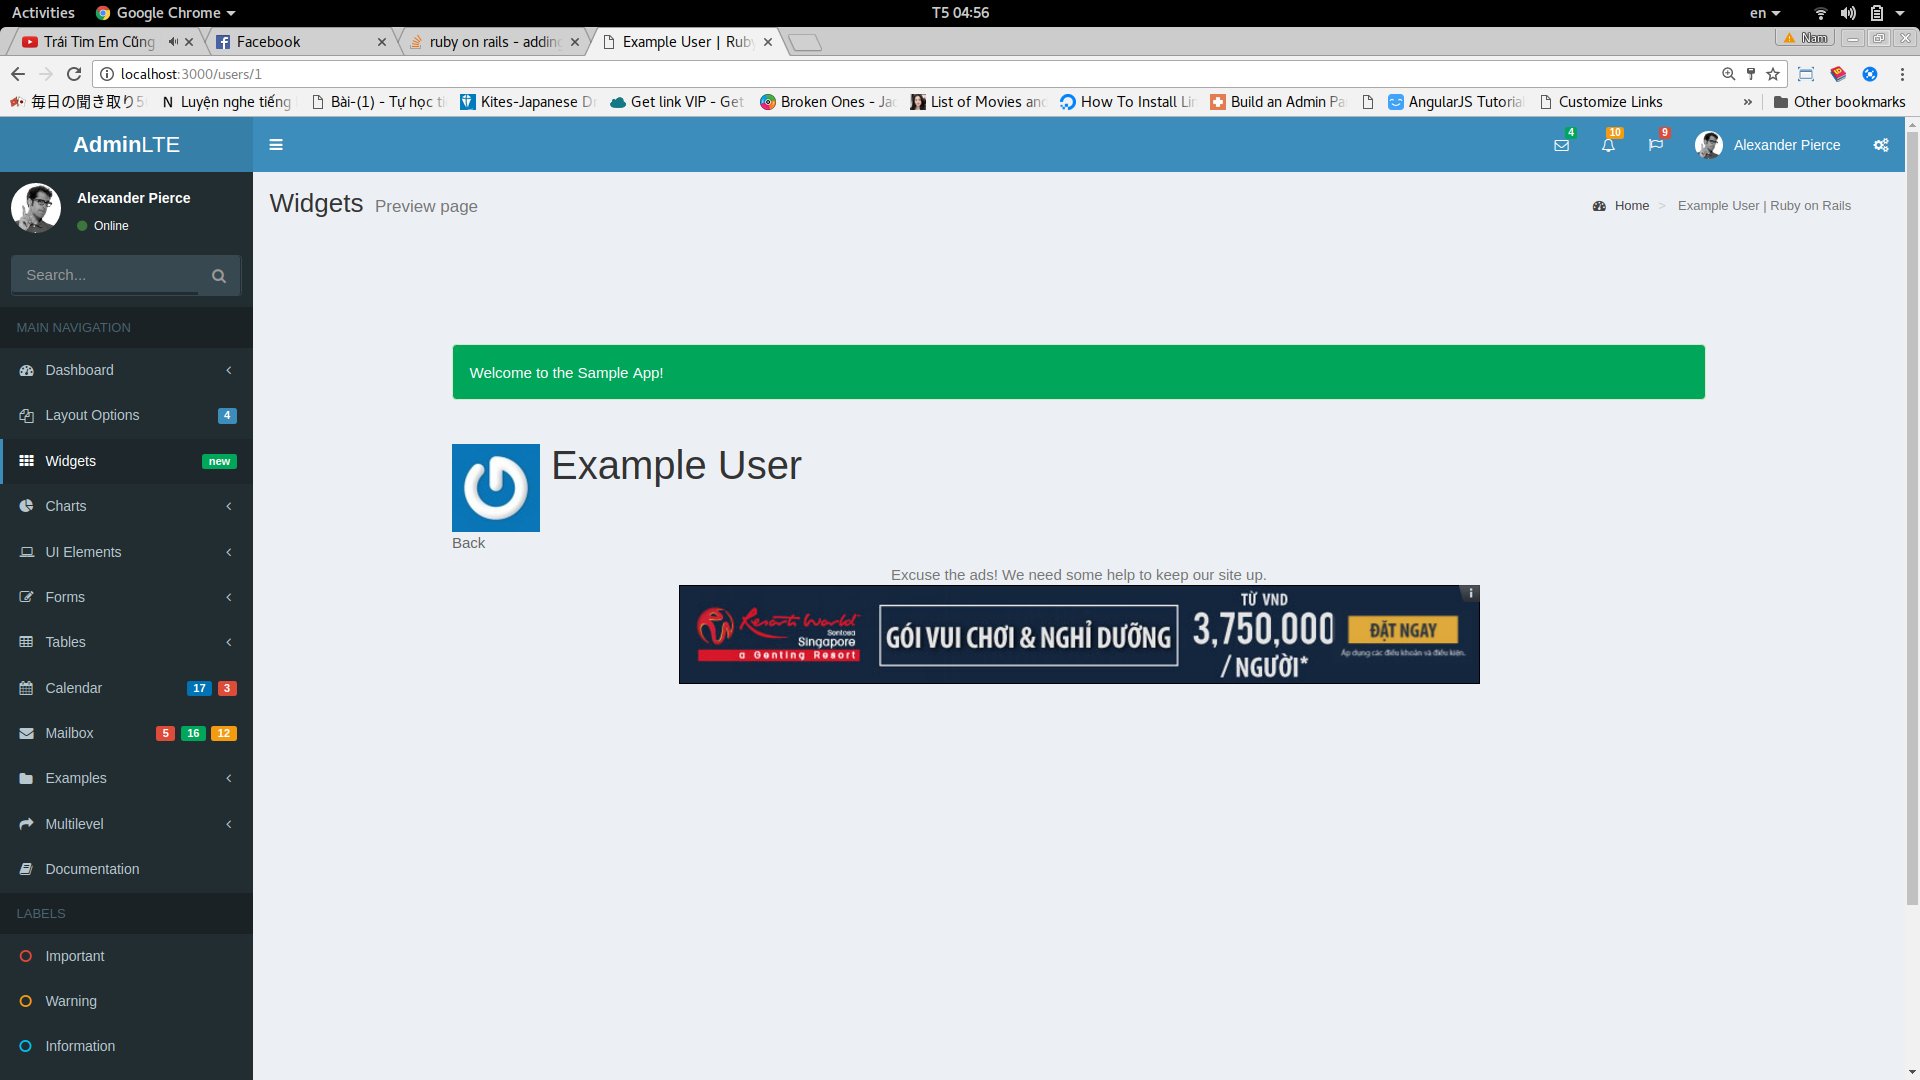 Activities Google Chrome T5 04:56 en
Trái Tim Em Cũng Facebook ruby on rails - adding Example User | Ruby Nam
localhost:3000/users/1
毎日の聞き取り5 Luyện nghe tiếng Bài-(1) - Tự học ti Kites-Japanese D Get link VIP - Get Broken Ones - Jac List of Movies and How To Install Li Build an Admin Pa AngularJS Tutoria Customize Links » Other bookmarks
AdminLTE 4 10 9 Alexander Pierce
Alexander Pierce
Online
Widgets Preview page
Home > Example User | Ruby on Rails
Search...
MAIN NAVIGATION
Dashboard
Layout Options 4
Widgets new
Charts
UI Elements
Forms
Tables
Calendar 17 3
Mailbox 5 16 12
Examples
Multilevel
Documentation
LABELS
Important
Warning
Information
Welcome to the Sample App!
Example User
Back
Excuse the ads! We need some help to keep our site up.
Resorts World
Sentosa
Singapore
a Genting Resort
GÓI VUI CHƠI & NGHỈ DƯỠNG
TỪ VND
3,750,000
/ NGƯỜI*
ĐẶT NGAY
Áp dụng các điều khoản và điều kiện.